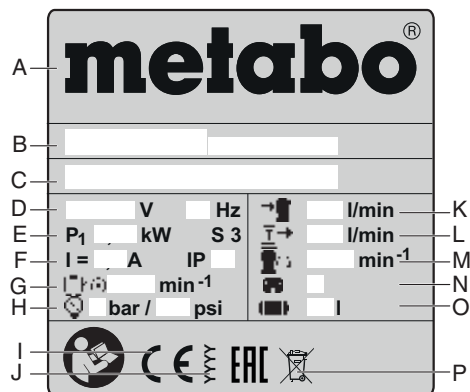 metabo®
A
B
C
D V Hz
E P1 kW S 3
F I = A IP
G min-1
H bar / psi
l/min K
T l/min L
min-1 M
N
l O
I CE EAC
J
P